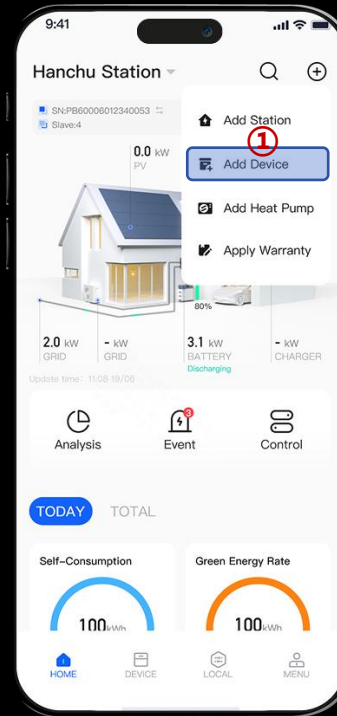 9:41
Hanchu Station
SN:PB60006012340053
Slave:4
Add Station
①
Add Device
Add Heat Pump
Apply Warranty
0.0 kW
PV
80%
2.0 kW
GRID
- kW
GRID
3.1 kW
BATTERY
Discharging
- kW
CHARGER
Update time: 11:08 19/06
Analysis
3
Event
Control
TODAY
TOTAL
Self-Consumption
Green Energy Rate
100kWh
100kWh
HOME
DEVICE
LOCAL
MENU